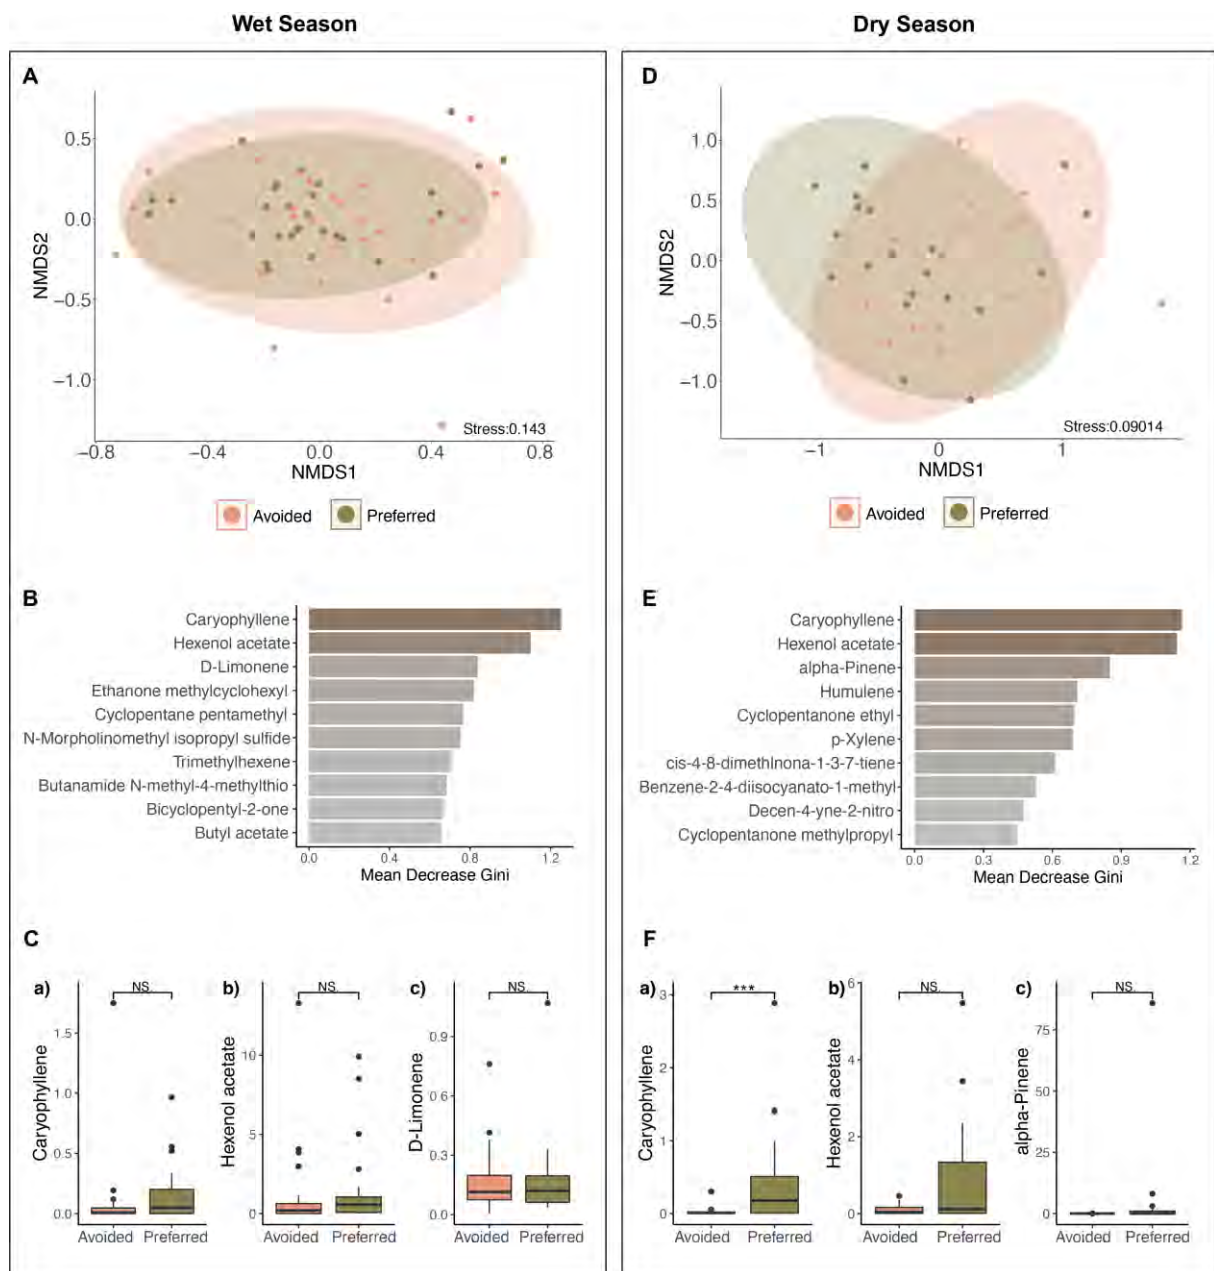 Wet Season
Dry Season
A
0.5
0.0
−0.5
−1.0
NMDS2
−0.8
−0.4
0.0
0.4
0.8
Stress:0.143
NMDS1
Avoided
Preferred
D
1.0
0.5
0.0
−0.5
−1.0
NMDS2
−1
0
1
Stress:0.09014
NMDS1
Avoided
Preferred
B
Caryophyllene
Hexenol acetate
D-Limonene
Ethanone methylcyclohexyl
Cyclopentane pentamethyl
N-Morpholinomethyl isopropyl sulfide
Trimethylhexene
Butanamide N-methyl-4-methylthio
Bicyclopentyl-2-one
Butyl acetate
0.0
0.4
0.8
1.2
Mean Decrease Gini
E
Caryophyllene
Hexenol acetate
alpha-Pinene
Humulene
Cyclopentanone ethyl
p-Xylene
cis-4-8-dimethlnona-1-3-7-tiene
Benzene-2-4-diisocyanato-1-methyl
Decen-4-yne-2-nitro
Cyclopentanone methylpropyl
0.0
0.3
0.6
0.9
1.2
Mean Decrease Gini
C
a)
NS.
Caryophyllene
1.5
1.0
0.5
0.0
Avoided
Preferred
b)
NS.
Hexenol acetate
10
5
0
Avoided
Preferred
c)
NS.
D-Limonene
0.9
0.6
0.3
0.0
Avoided
Preferred
F
a)
***
Caryophyllene
3
2
1
0
Avoided
Preferred
b)
NS.
Hexenol acetate
6
4
2
0
Avoided
Preferred
c)
NS.
alpha-Pinene
75
50
25
0
Avoided
Preferred